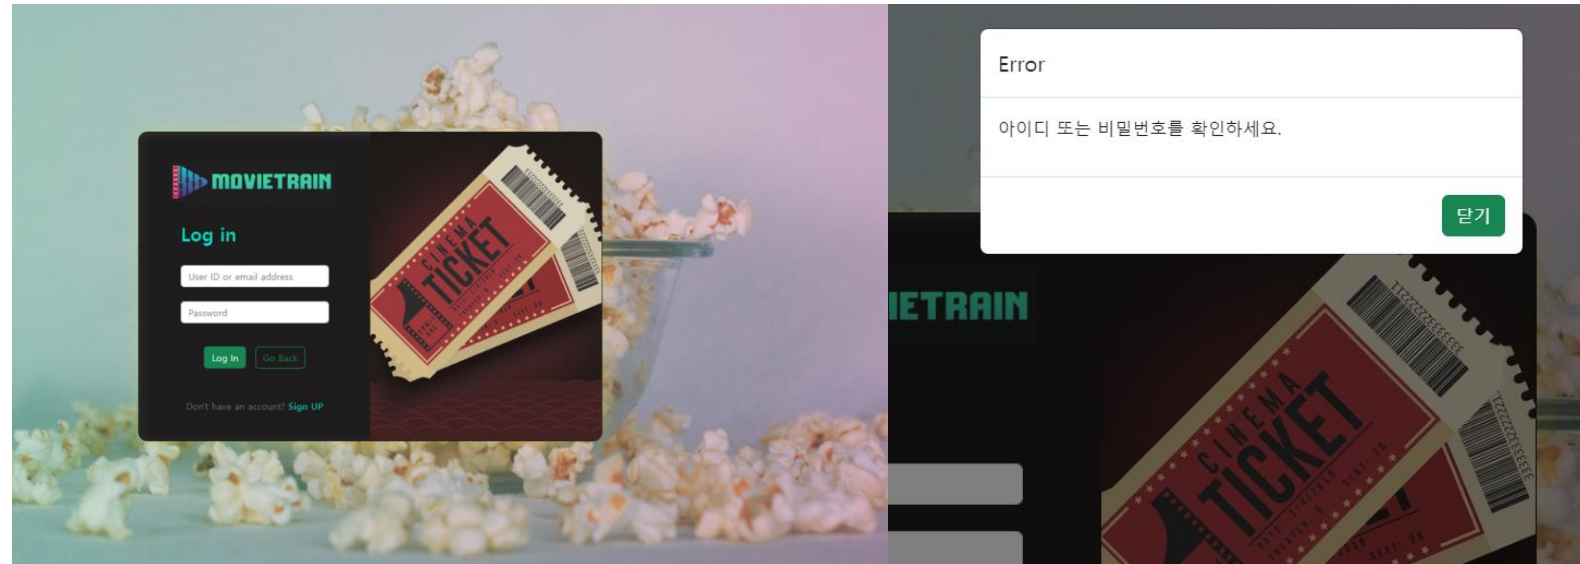 MOVIETRAIN
Log in
User ID or email address
Password
Log In
Go Back
Don't have an account? Sign UP
CINEMA
TICKET
Error
아이디 또는 비밀번호를 확인하세요.
닫기
IETRAIN
CINEMA
TICKET